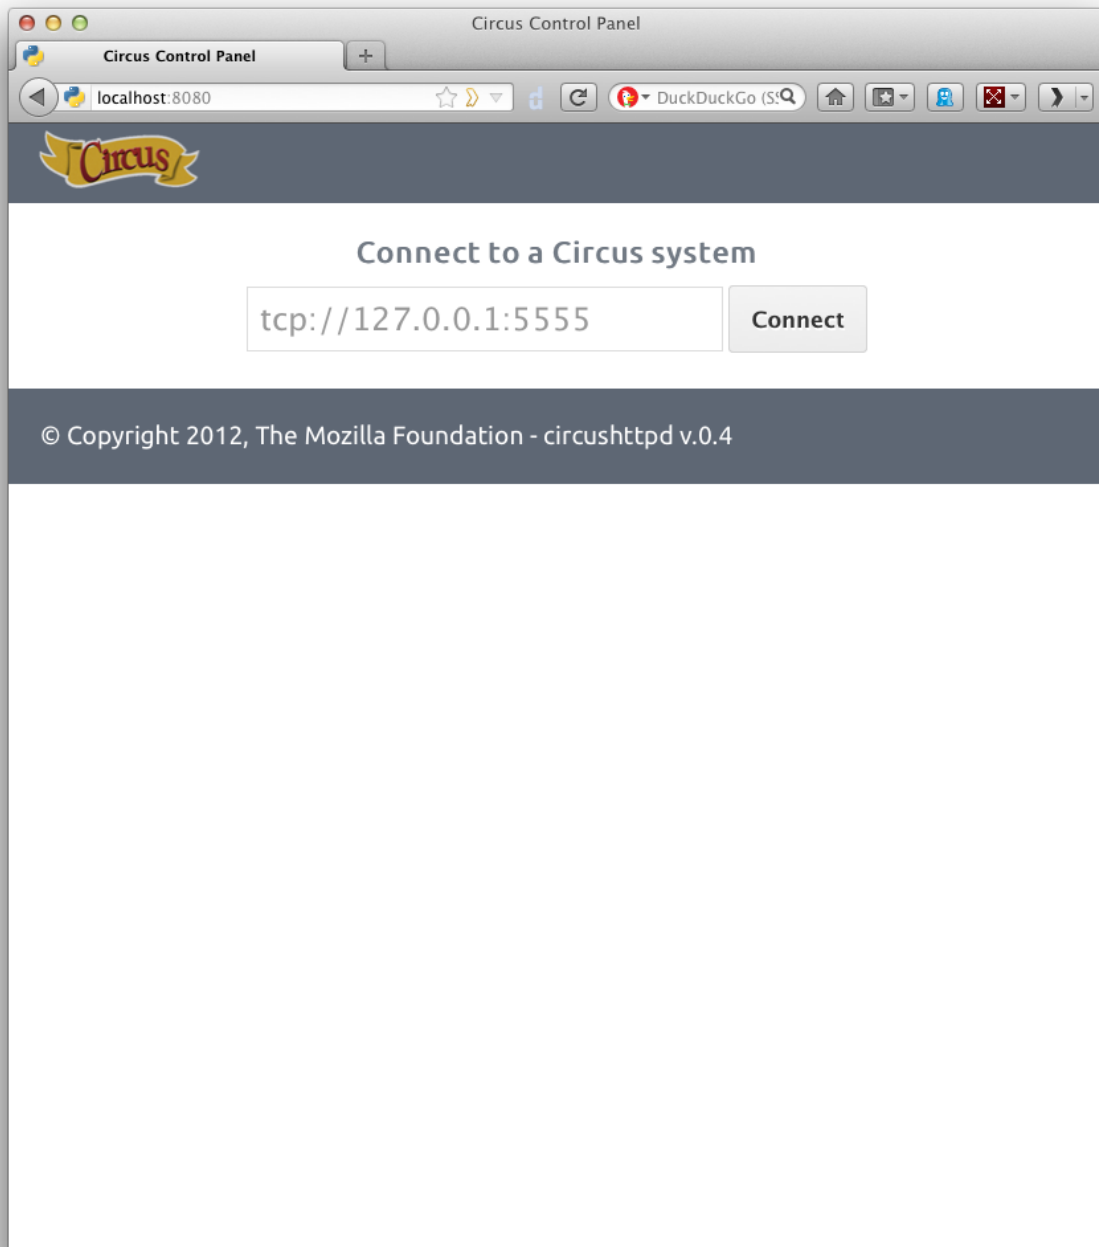 Circus Control Panel
Circus Control Panel
localhost:8080
d
DuckDuckGo (S
Circus
Connect to a Circus system
tcp://127.0.0.1:5555
Connect
© Copyright 2012, The Mozilla Foundation - circushttpd v.0.4